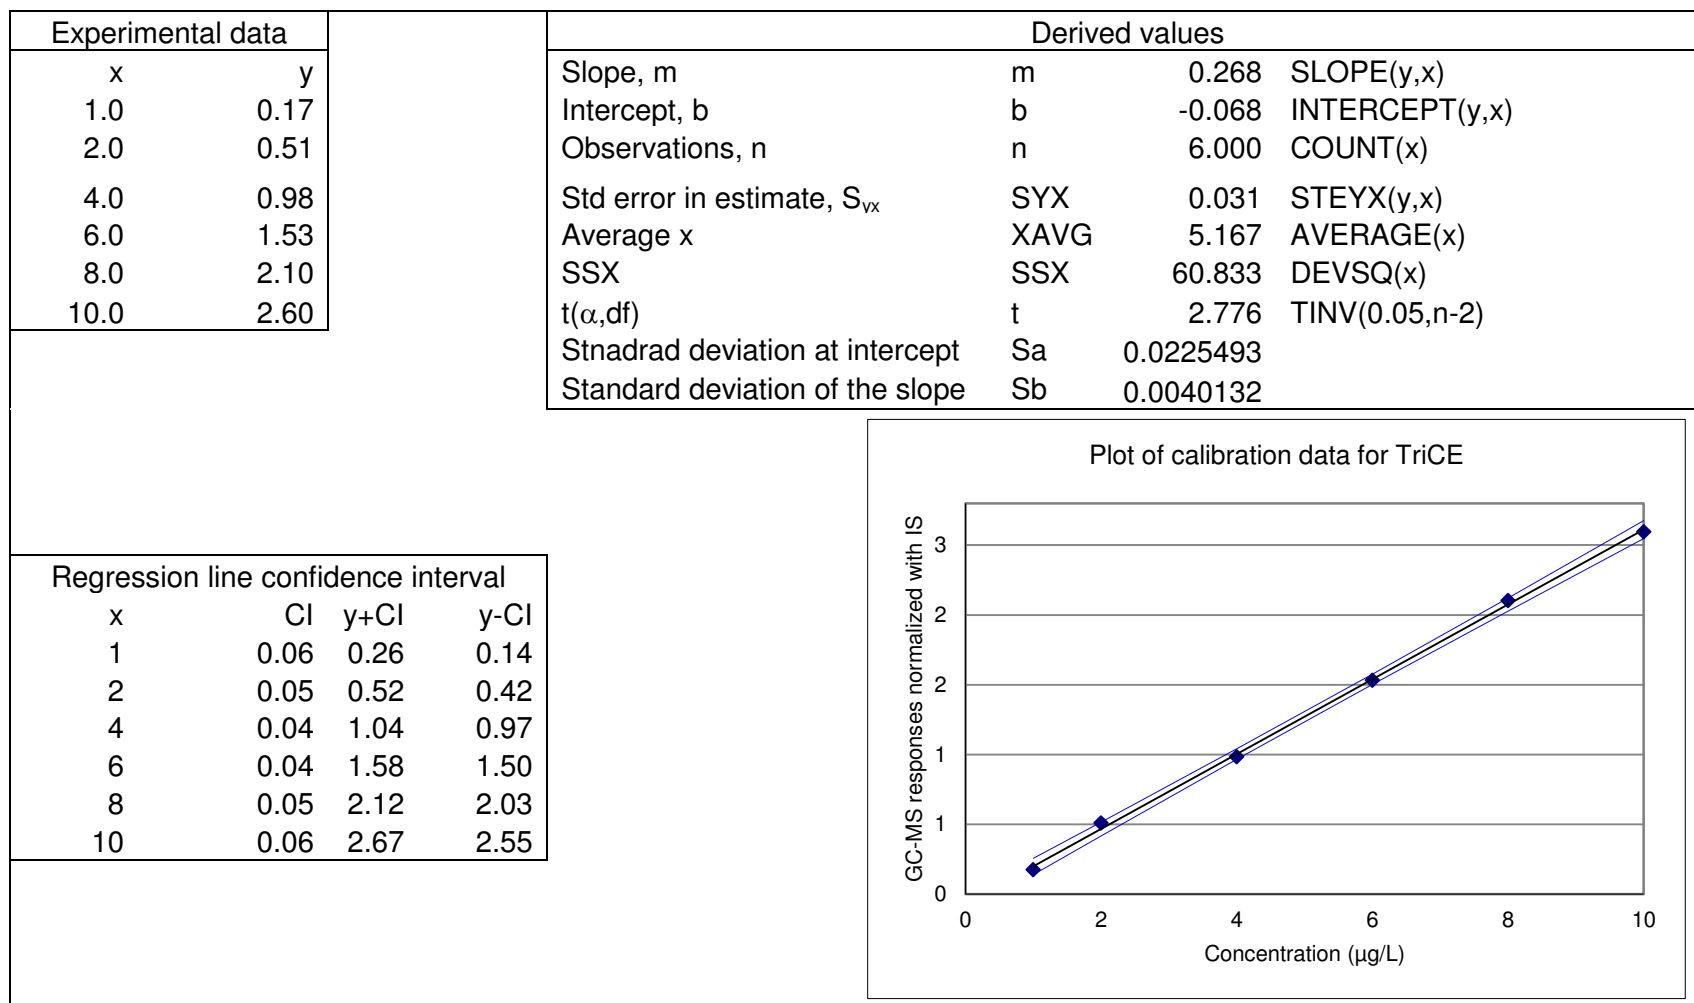 Experimental data
x y
1.0 0.17
2.0 0.51
4.0 0.98
6.0 1.53
8.0 2.10
10.0 2.60
Derived values
Slope, m m 0.268 SLOPE(y,x)
Intercept, b b -0.068 INTERCEPT(y,x)
Observations, n n 6.000 COUNT(x)
Std error in estimate, Syx SYX 0.031 STEYX(y,x)
Average x XAVG 5.167 AVERAGE(x)
SSX SSX 60.833 DEVSQ(x)
t(α,df) t 2.776 TINV(0.05,n-2)
Stnadrad deviation at intercept Sa 0.0225493
Standard deviation of the slope Sb 0.0040132
Regression line confidence interval
x CI y+CI y-CI
1 0.06 0.26 0.14
2 0.05 0.52 0.42
4 0.04 1.04 0.97
6 0.04 1.58 1.50
8 0.05 2.12 2.03
10 0.06 2.67 2.55
Plot of calibration data for TriCE
GC-MS responses normalized with IS
3
2
2
1
1
0
0 2 4 6 8 10
Concentration (µg/L)